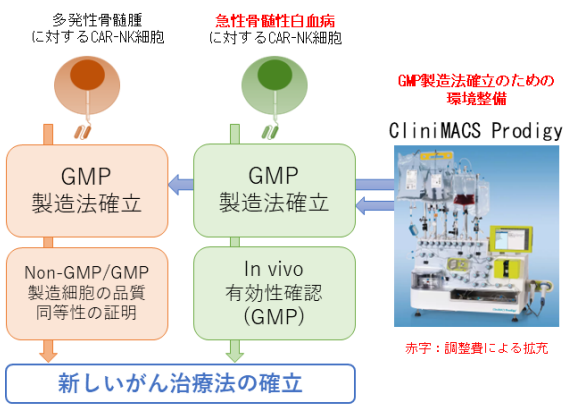 多発性骨髄腫
に対するCAR-NK細胞
急性骨髄性白血病
に対するCAR-NK細胞
GMP製造法確立のための
環境整備
CliniMACS Prodigy
GMP
製造法確立
GMP
製造法確立
Non-GMP/GMP
製造細胞の品質
同等性の証明
In vivo
有効性確認
(GMP)
赤字：調整費による拡充
新しいがん治療法の確立